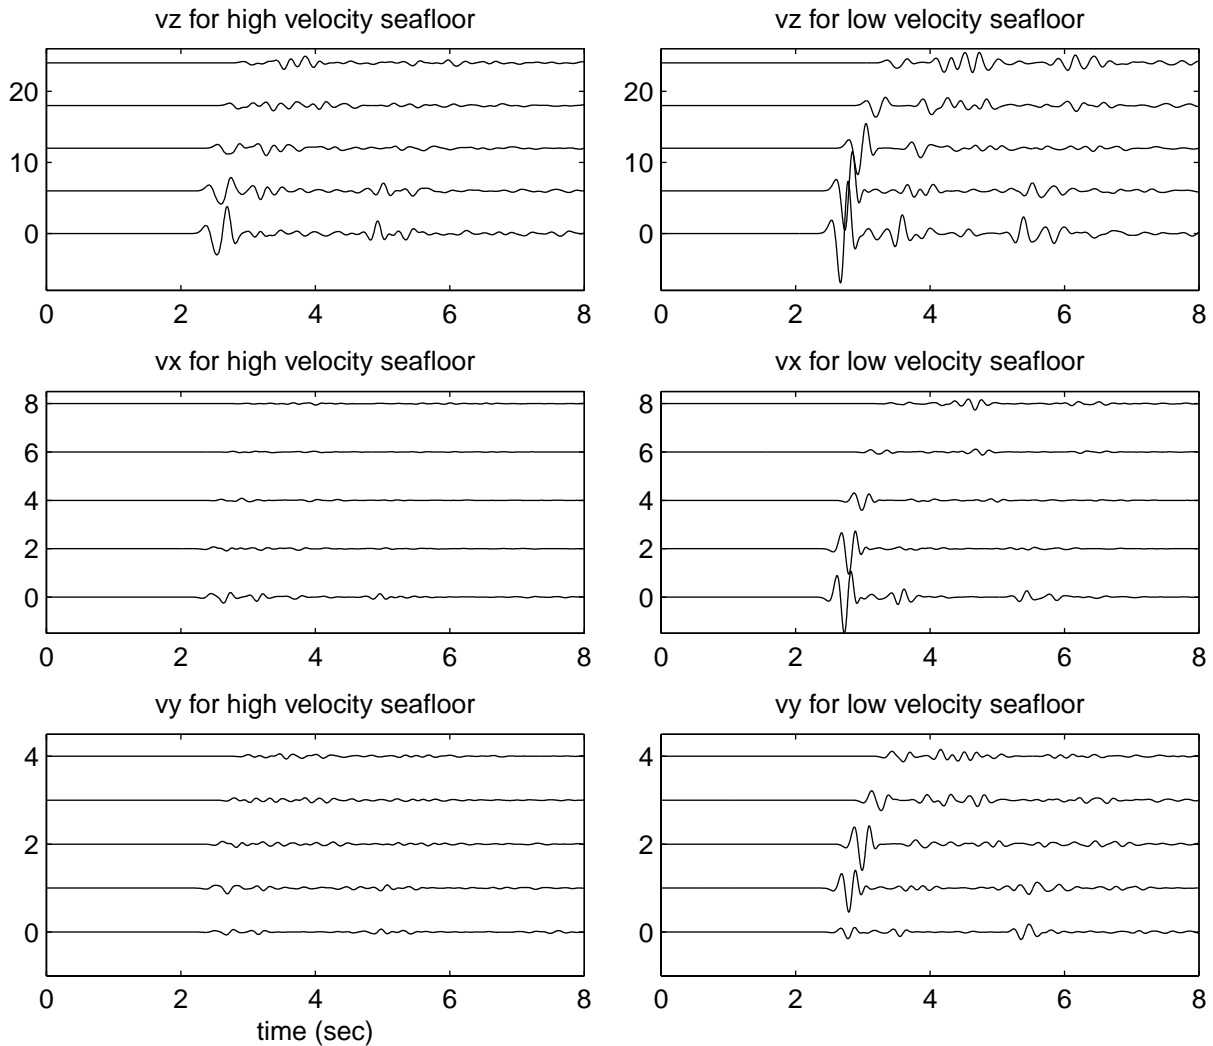 vz for high velocity seafloor
vz for low velocity seafloor
20
10
0
0 2 4 6 8
20
10
0
0 2 4 6 8
vx for high velocity seafloor
vx for low velocity seafloor
8
6
4
2
0
0 2 4 6 8
8
6
4
2
0
0 2 4 6 8
vy for high velocity seafloor
vy for low velocity seafloor
4
2
0
0 2 4 6 8
time (sec)
4
2
0
0 2 4 6 8